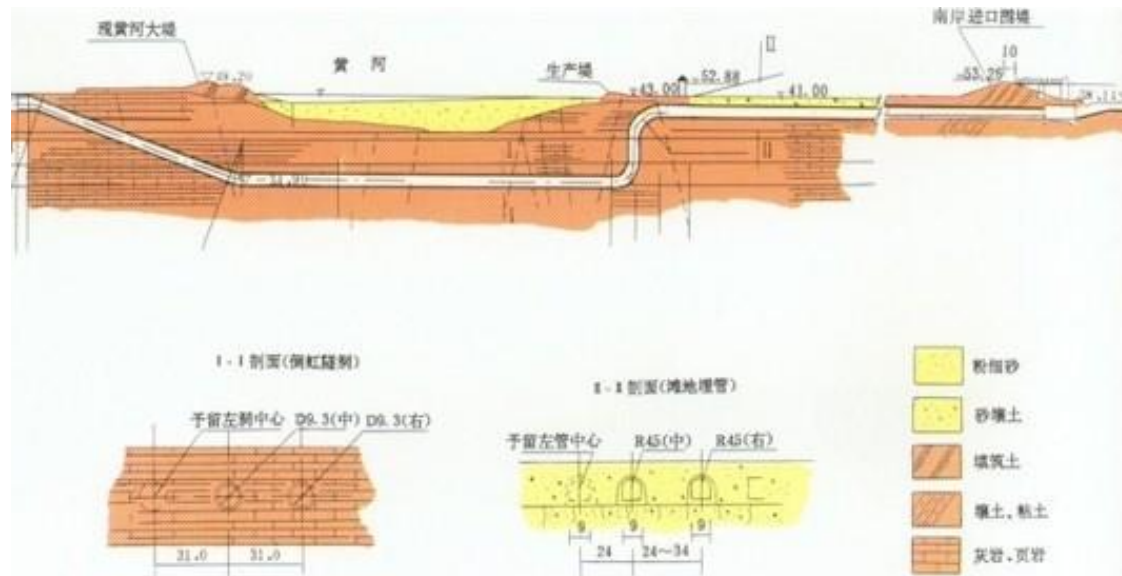 南岸进口围堤
现黄河大堤
10
黄 河
生产堤
II
52.88
53.26
43.00
41.00
I-I 剖面(倒虹隧洞)
II-II 剖面(滩地埋管)
予留左洞中心
D9.3(中)
D9.3(右)
31.0
31.0
予留左管中心
R45(中)
R45(右)
9
9
9
24
24~34
粉细砂
砂壤土
填筑土
壤土、粘土
灰岩、页岩